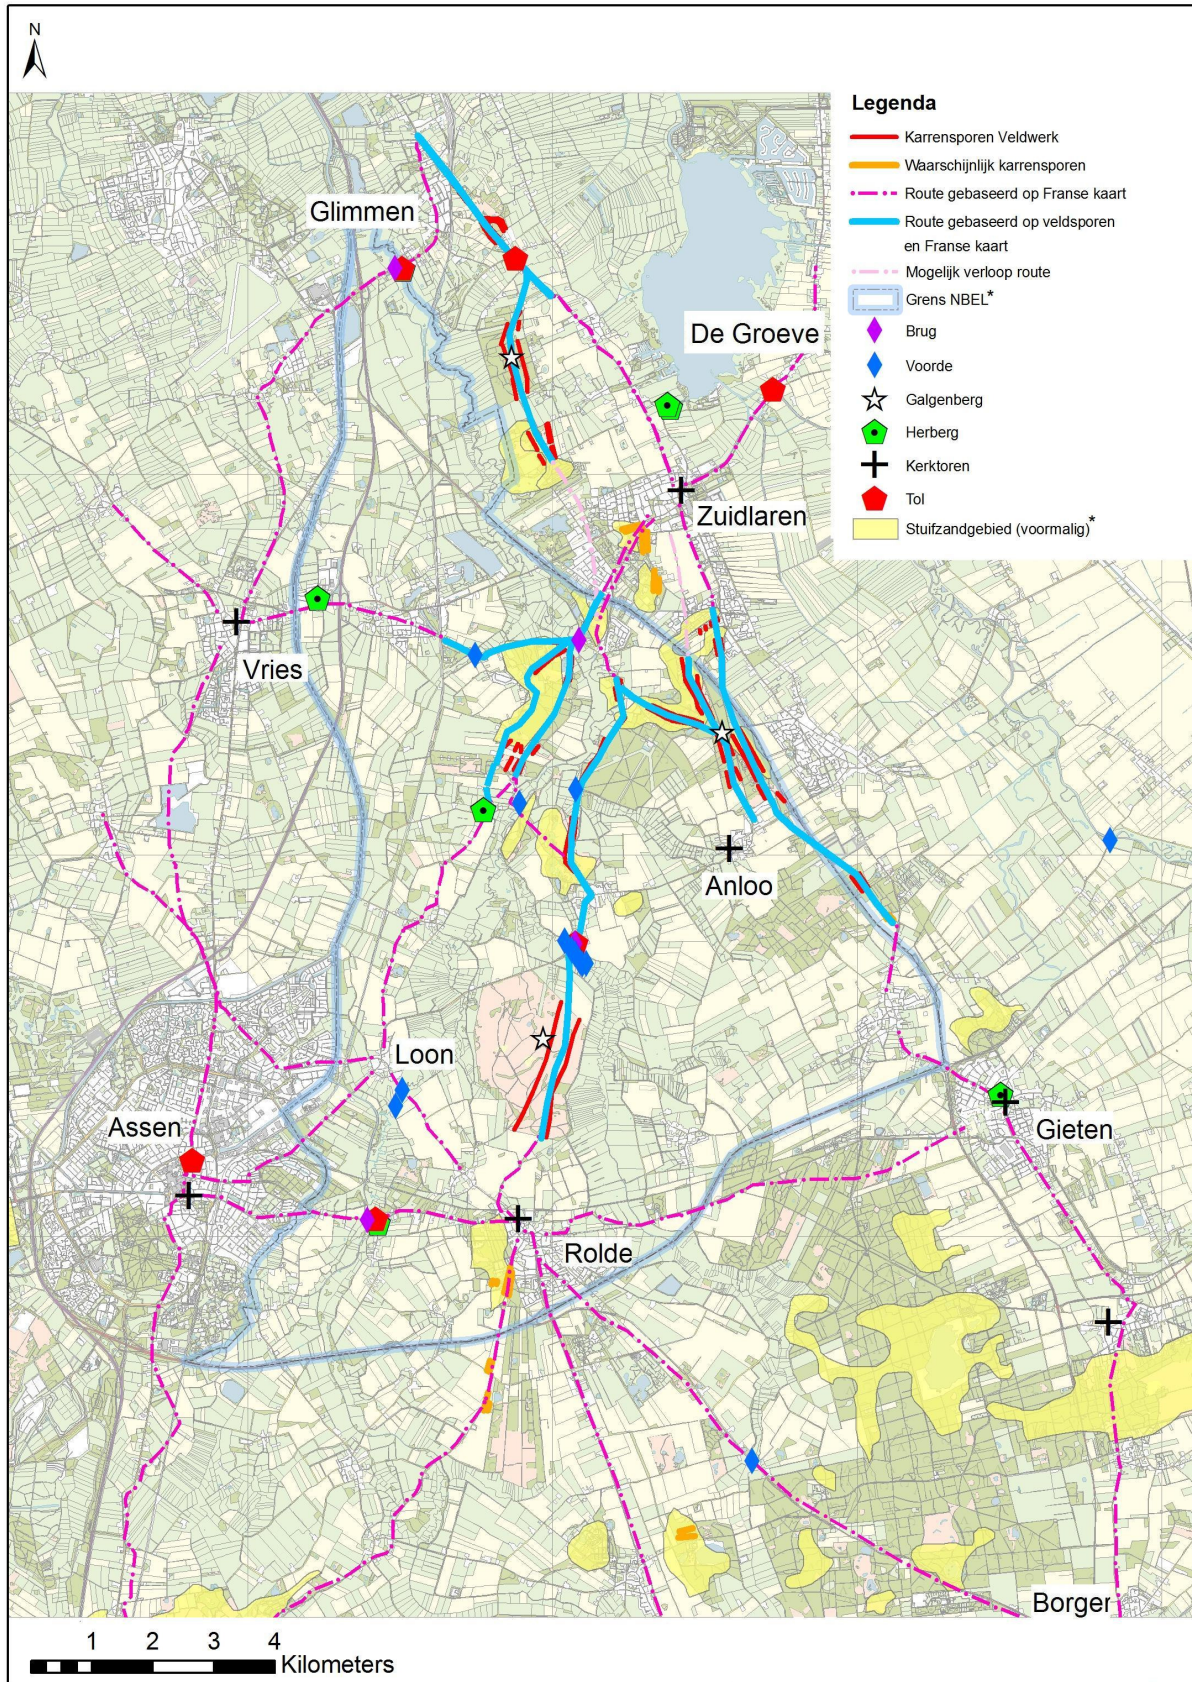 N
Legenda
Karrensporen Veldwerk
Waarschijnlijk karrensporen
Route gebaseerd op Franse kaart
Route gebaseerd op veldsporen
en Franse kaart
Mogelijk verloop route
Grens NBEL*
Brug
Voorde
Galgenberg
Herberg
Kerktoren
Tol
Stuifzandgebied (voormalig)*
Glimmen
De Groeve
Zuidlaren
Vries
Anloo
Loon
Assen
Gieten
Rolde
Borger
1 2 3 4
Kilometers